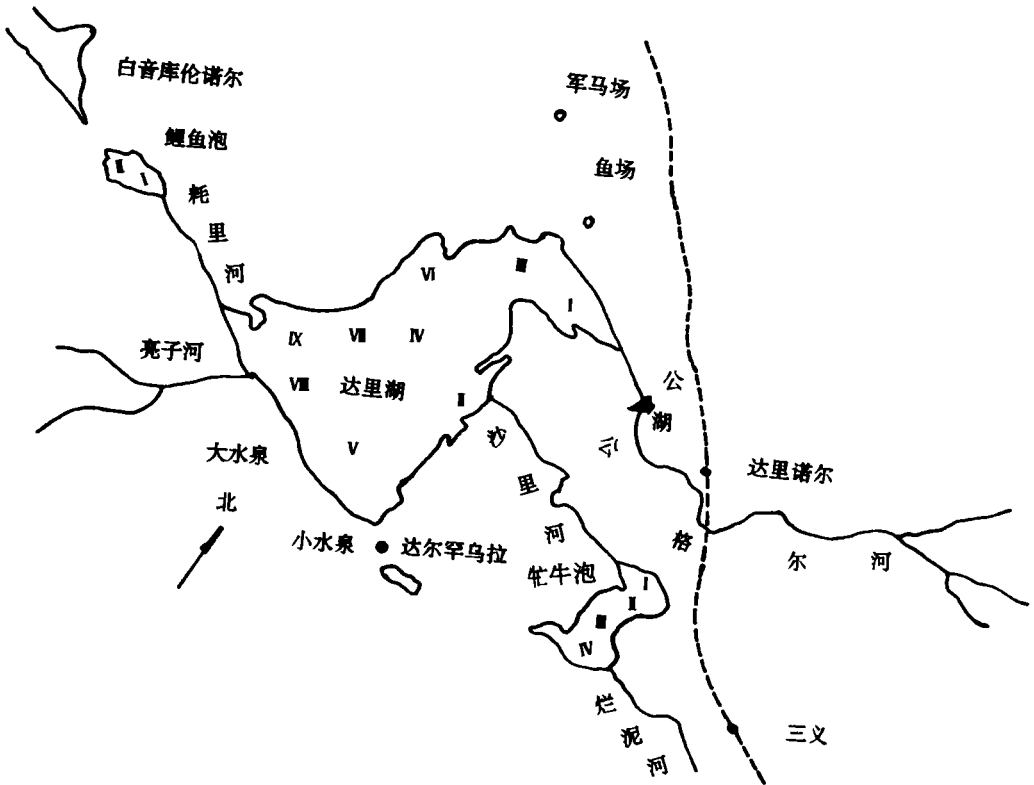 白音库伦诺尔
军马场
鲤鱼泡
鱼场
Ⅱ Ⅰ
耗里河
Ⅵ
Ⅲ
Ⅰ
Ⅸ
Ⅷ
Ⅳ
亮子河
Ⅷ
达里湖
Ⅱ
公湖
Ⅴ
沙里河
大水泉
达里诺尔
北
小水泉
达尔罕乌拉
贡格尔河
牤牛泡
Ⅰ
Ⅱ
Ⅲ
Ⅳ
烂泥河
三义